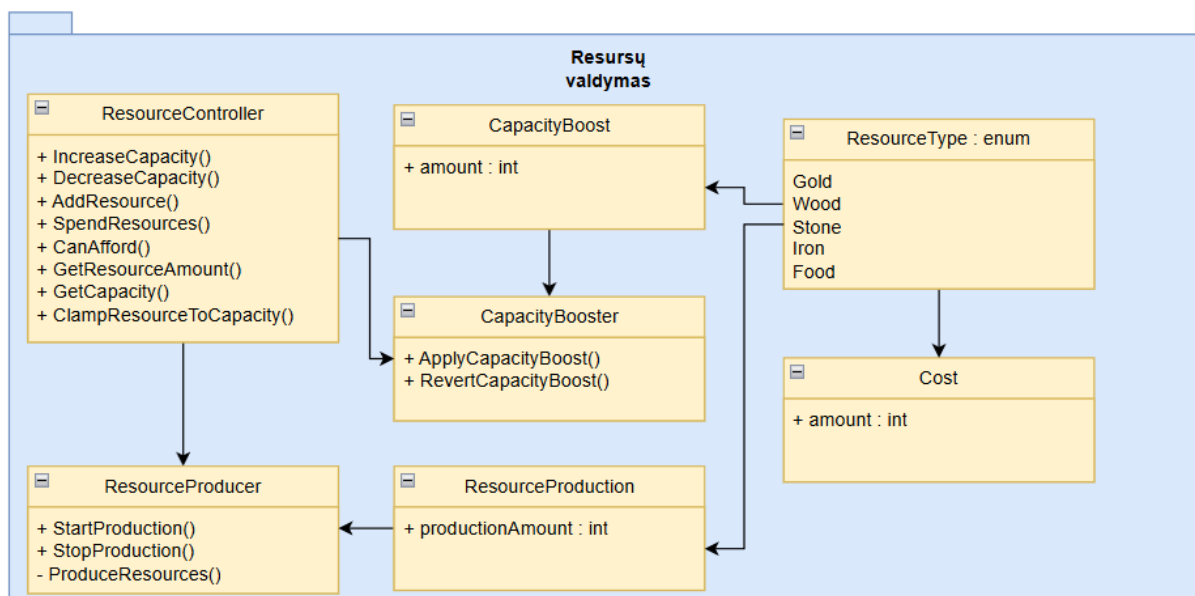 Resursų
valdymas
ResourceController
+ IncreaseCapacity()
+ DecreaseCapacity()
+ AddResource()
+ SpendResources()
+ CanAfford()
+ GetResourceAmount()
+ GetCapacity()
+ ClampResourceToCapacity()
CapacityBoost
+ amount : int
ResourceType : enum
Gold
Wood
Stone
Iron
Food
CapacityBooster
+ ApplyCapacityBoost()
+ RevertCapacityBoost()
Cost
+ amount : int
ResourceProducer
+ StartProduction()
+ StopProduction()
- ProduceResources()
ResourceProduction
+ productionAmount : int